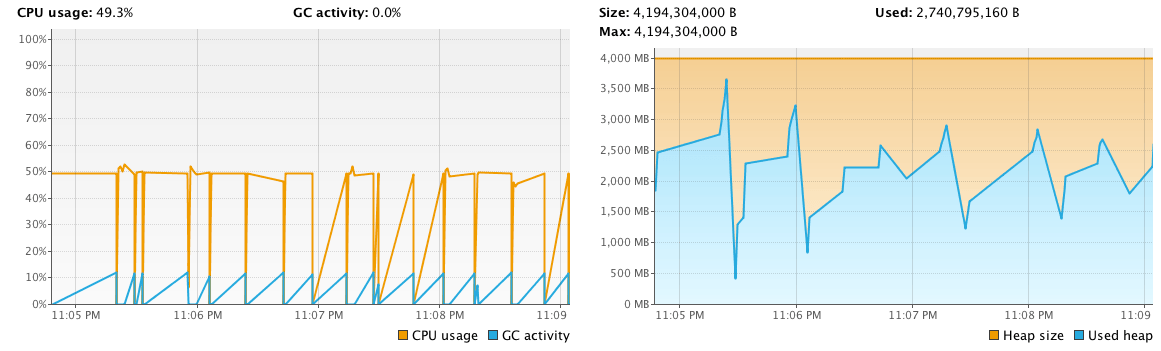 CPU usage: 49.3%
GC activity: 0.0%
100%
90%
80%
70%
60%
50%
40%
30%
20%
10%
0%
11:05 PM
11:06 PM
11:07 PM
11:08 PM
11:09
CPU usage
GC activity
Size: 4,194,304,000 B
Used: 2,740,795,160 B
Max: 4,194,304,000 B
4,000 MB
3,500 MB
3,000 MB
2,500 MB
2,000 MB
1,500 MB
1,000 MB
500 MB
0 MB
11:05 PM
11:06 PM
11:07 PM
11:08 PM
11:09
Heap size
Used heap